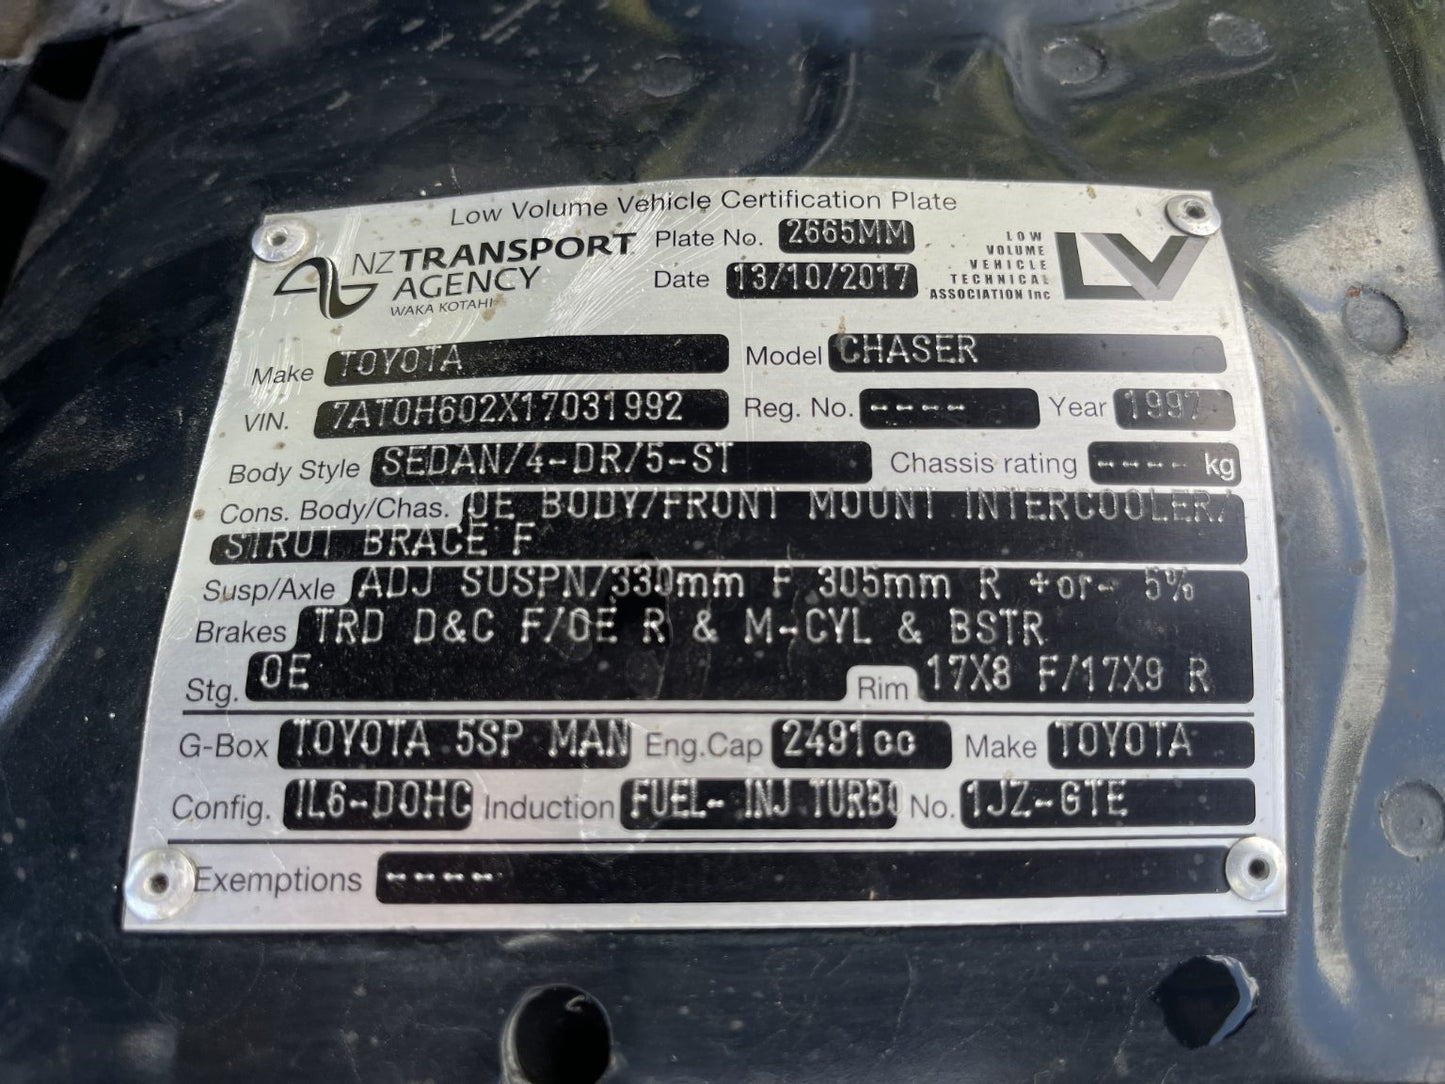 Low Volume Vehicle Certification Plate
NZTRANSPORT
AGENCY
WAKA KOTAHI
Plate No. 2665MM
Date 13/10/2017
LOW
VOLUME
VEHICLE
TECHNICAL
ASSOCIATION Inc
LV
Make TOYOTA Model CHASER
VIN. 7AT0H602X17031992 Reg. No. ---- Year 1997
Body Style SEDAN/4-DR/5-ST Chassis rating ---- kg
Cons. Body/Chas. OE BODY/FRONT MOUNT INTERCOOLER/
STRUT BRACE F
Susp/Axle ADJ SUSPN/330mm F 305mm R +or- 5%
Brakes TRD D&C F/OE R & M-CYL & BSTR
Stg. OE Rim 17X8 F/17X9 R
G-Box TOYOTA 5SP MAN Eng.Cap 2491cc Make TOYOTA
Config. IL6-DOHC Induction FUEL-INJ TURBO No. 1JZ-GTE
Exemptions ----